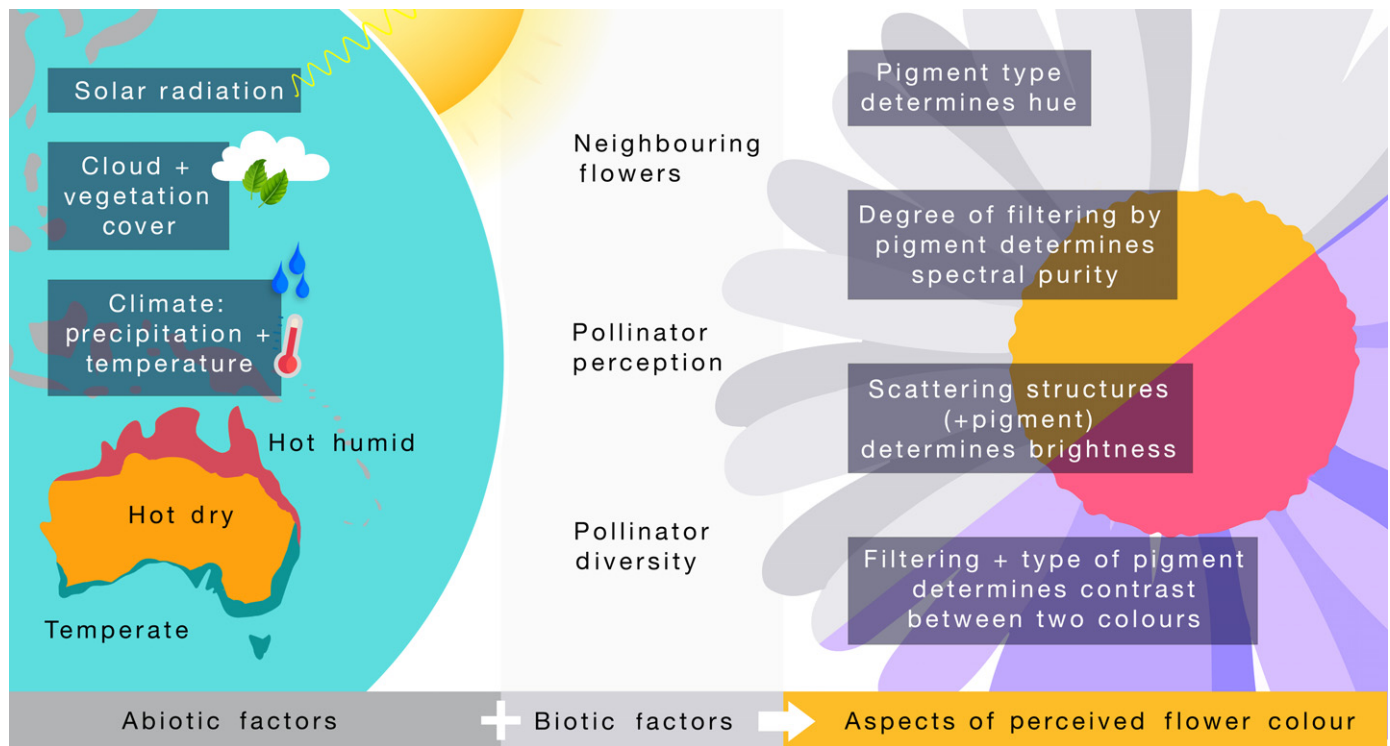 Solar radiation
Cloud +
vegetation
cover
Climate:
precipitation +
temperature
Hot humid
Hot dry
Temperate
Neighbouring
flowers
Pollinator
perception
Pollinator
diversity
Pigment type
determines hue
Degree of filtering by
pigment determines
spectral purity
Scattering structures
(+pigment)
determines brightness
Filtering + type of pigment
determines contrast
between two colours
Abiotic factors + Biotic factors Aspects of perceived flower colour